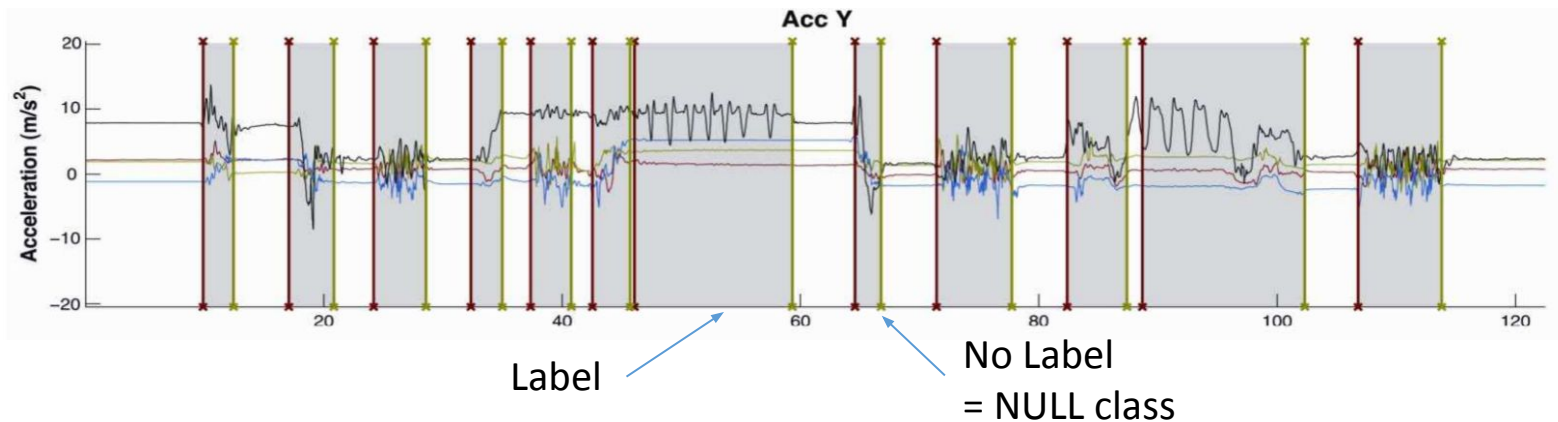 Acc Y
Acceleration (m/s²)
20
10
0
−10
−20
20 40 60 80 100 120
Label
No Label
= NULL class